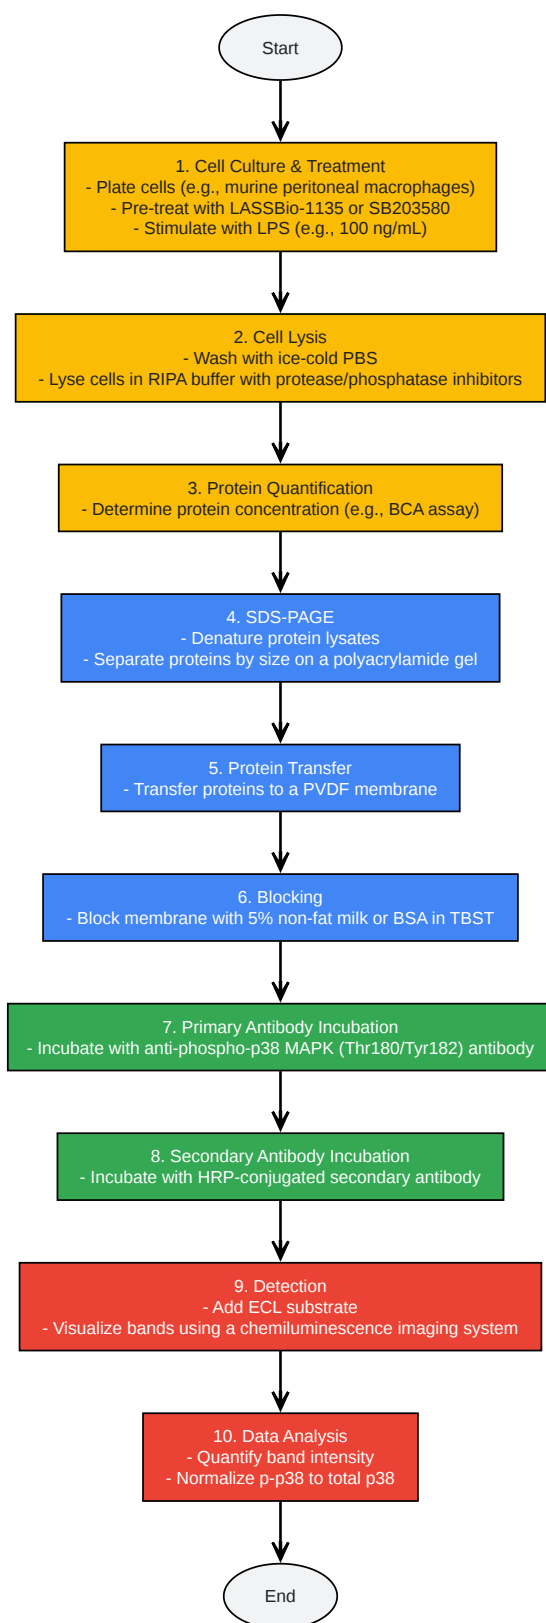 Start
1. Cell Culture & Treatment
- Plate cells (e.g., murine peritoneal macrophages)
- Pre-treat with LASSBio-1135 or SB203580
- Stimulate with LPS (e.g., 100 ng/mL)
2. Cell Lysis
- Wash with ice-cold PBS
- Lyse cells in RIPA buffer with protease/phosphatase inhibitors
3. Protein Quantification
- Determine protein concentration (e.g., BCA assay)
4. SDS-PAGE
- Denature protein lysates
- Separate proteins by size on a polyacrylamide gel
5. Protein Transfer
- Transfer proteins to a PVDF membrane
6. Blocking
- Block membrane with 5% non-fat milk or BSA in TBST
7. Primary Antibody Incubation
- Incubate with anti-phospho-p38 MAPK (Thr180/Tyr182) antibody
8. Secondary Antibody Incubation
- Incubate with HRP-conjugated secondary antibody
9. Detection
- Add ECL substrate
- Visualize bands using a chemiluminescence imaging system
10. Data Analysis
- Quantify band intensity
- Normalize p-p38 to total p38
End